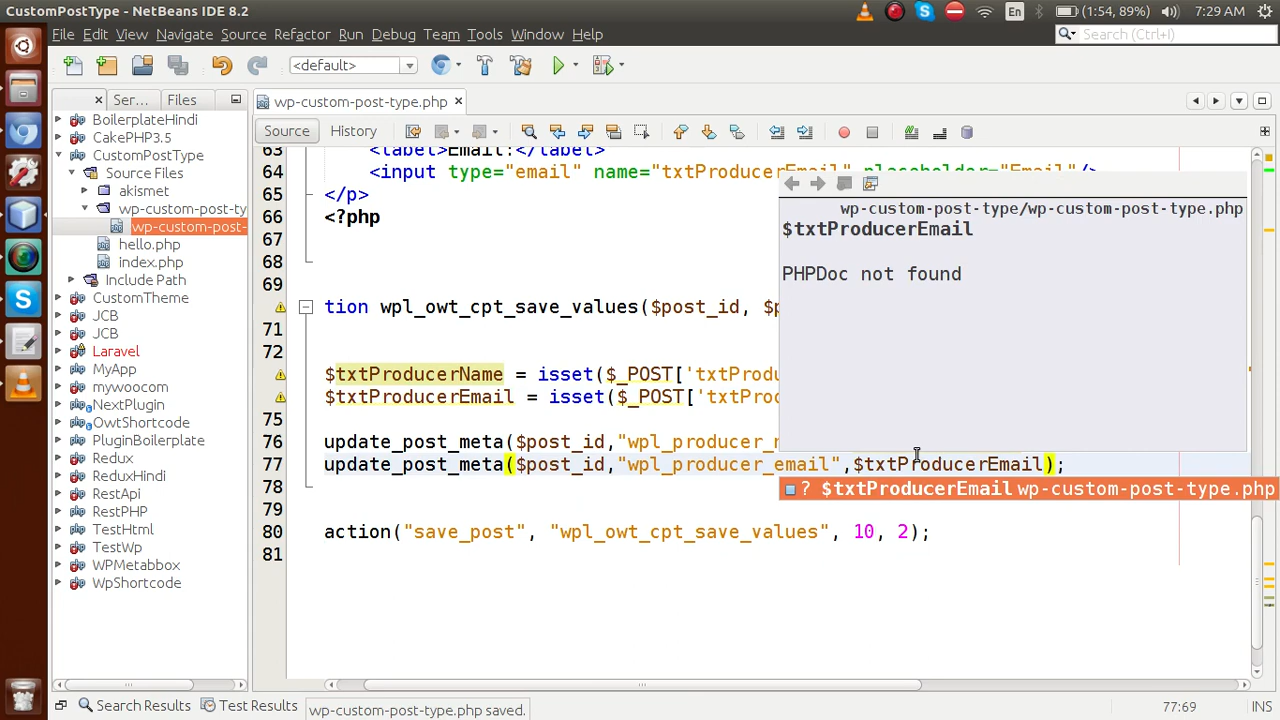 CustomPostType - NetBeans IDE 8.2
En
(1:54, 89%)
7:29 AM
File Edit View Navigate Source Refactor Run Debug Team Tools Window Help
Search (Ctrl+I)
<default>
Ser... Files
wp-custom-post-type.php
Source History
BoilerplateHindi
CakePHP3.5
CustomPostType
Source Files
akismet
wp-custom-post-ty
wp-custom-post-
hello.php
index.php
Include Path
CustomTheme
JCB
JCB
Laravel
MyApp
mywoocom
NextPlugin
OwtShortcode
PluginBoilerplate
Redux
ReduxHindi
RestApi
RestPHP
TestHtml
TestWp
WPMetabbox
WpShortcode
63 <label>Email:</label>
64 <input type="email" name="txtProducerEmail" placeholder="Email"/>
65 </p>
66 <?php
67
68
69
tion wpl_owt_cpt_save_values($post_id, $p
71
72
$txtProducerName = isset($_POST['txtProdu
$txtProducerEmail = isset($_POST['txtProd
75
76 update_post_meta($post_id,"wpl_producer_n
77 update_post_meta($post_id,"wpl_producer_email",$txtProducerEmail);
78
79
80 action("save_post", "wpl_owt_cpt_save_values", 10, 2);
81
wp-custom-post-type/wp-custom-post-type.php
$txtProducerEmail
PHPDoc not found
? $txtProducerEmail wp-custom-post-type.php
Search Results Test Results
wp-custom-post-type.php saved.
77:69
INS